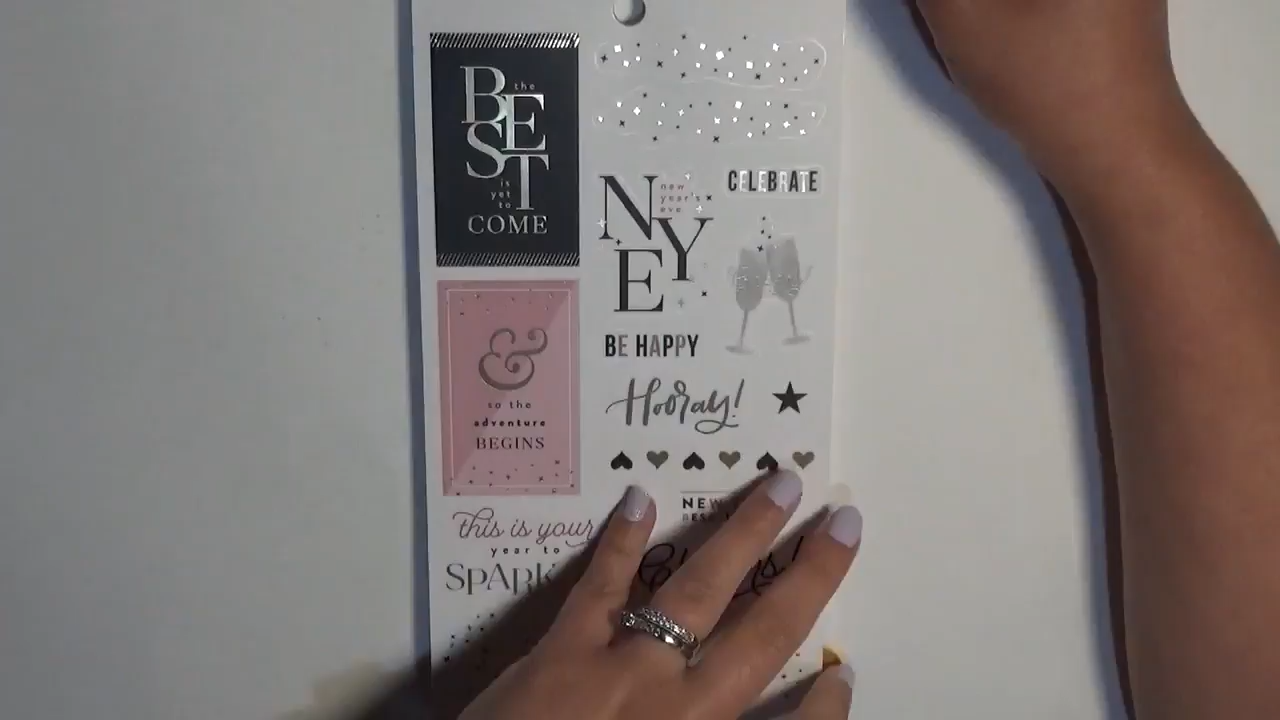 the
BEST
is
yet
to
COME
&
so the
adventure
BEGINS
this is your
year to
NYE
new
year's
eve
CELEBRATE
BE HAPPY
Hooray!
NEW